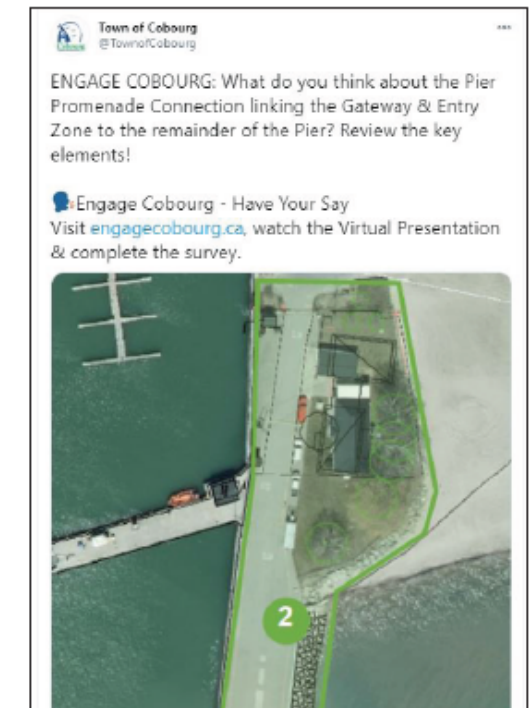 Town of Cobourg
@TownofCobourg
ENGAGE COBOURG: What do you think about the Pier
Promenade Connection linking the Gateway & Entry
Zone to the remainder of the Pier? Review the key
elements!
Engage Cobourg - Have Your Say
Visit engagecobourg.ca, watch the Virtual Presentation
& complete the survey.
2